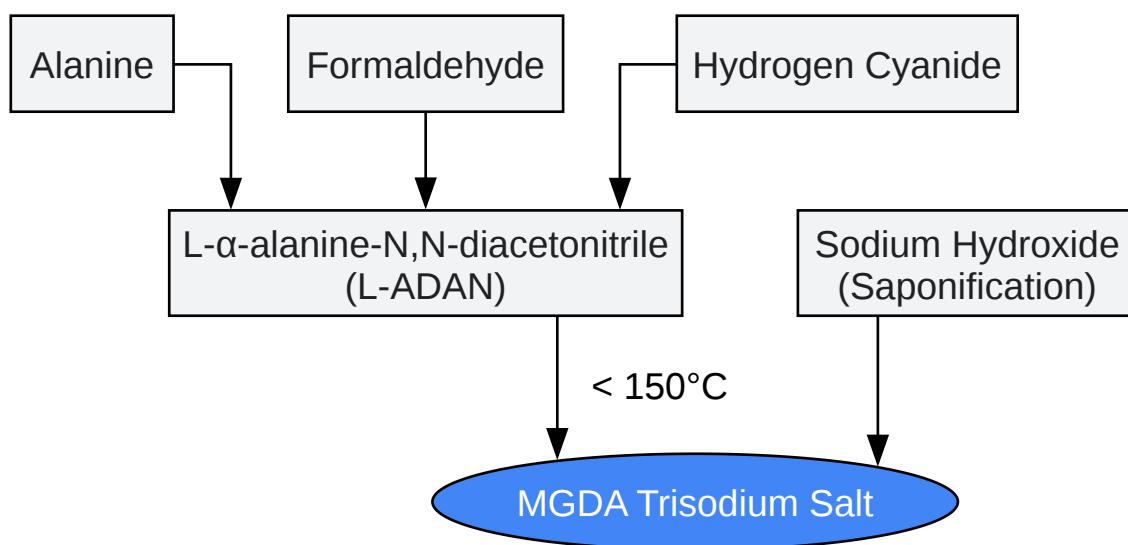 Alanine
Formaldehyde
Hydrogen Cyanide
L-α-alanine-N,N-diacetonitrile
(L-ADAN)
Sodium Hydroxide
(Saponification)
< 150°C
MGDA Trisodium Salt